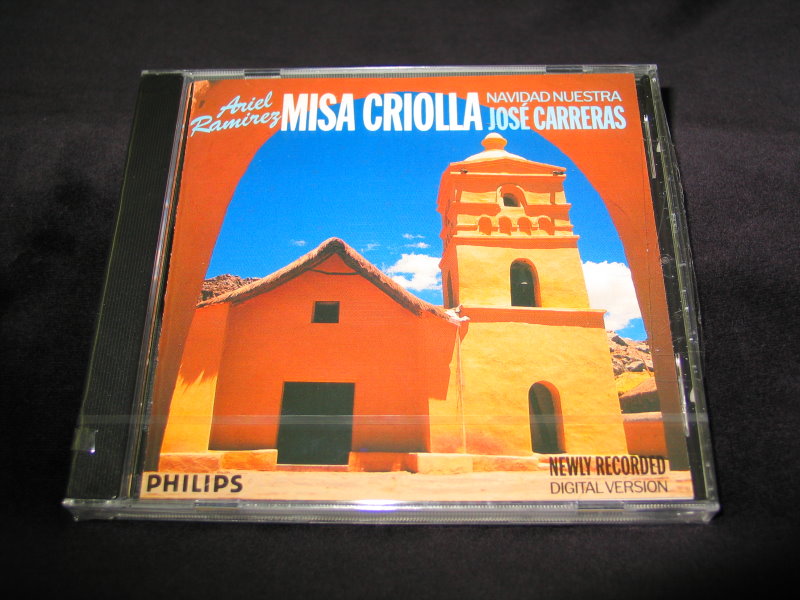 Ariel
Ramirez
MISA CRIOLLA
NAVIDAD NUESTRA
JOSÉ CARRERAS
NEWLY RECORDED
DIGITAL VERSION
PHILIPS